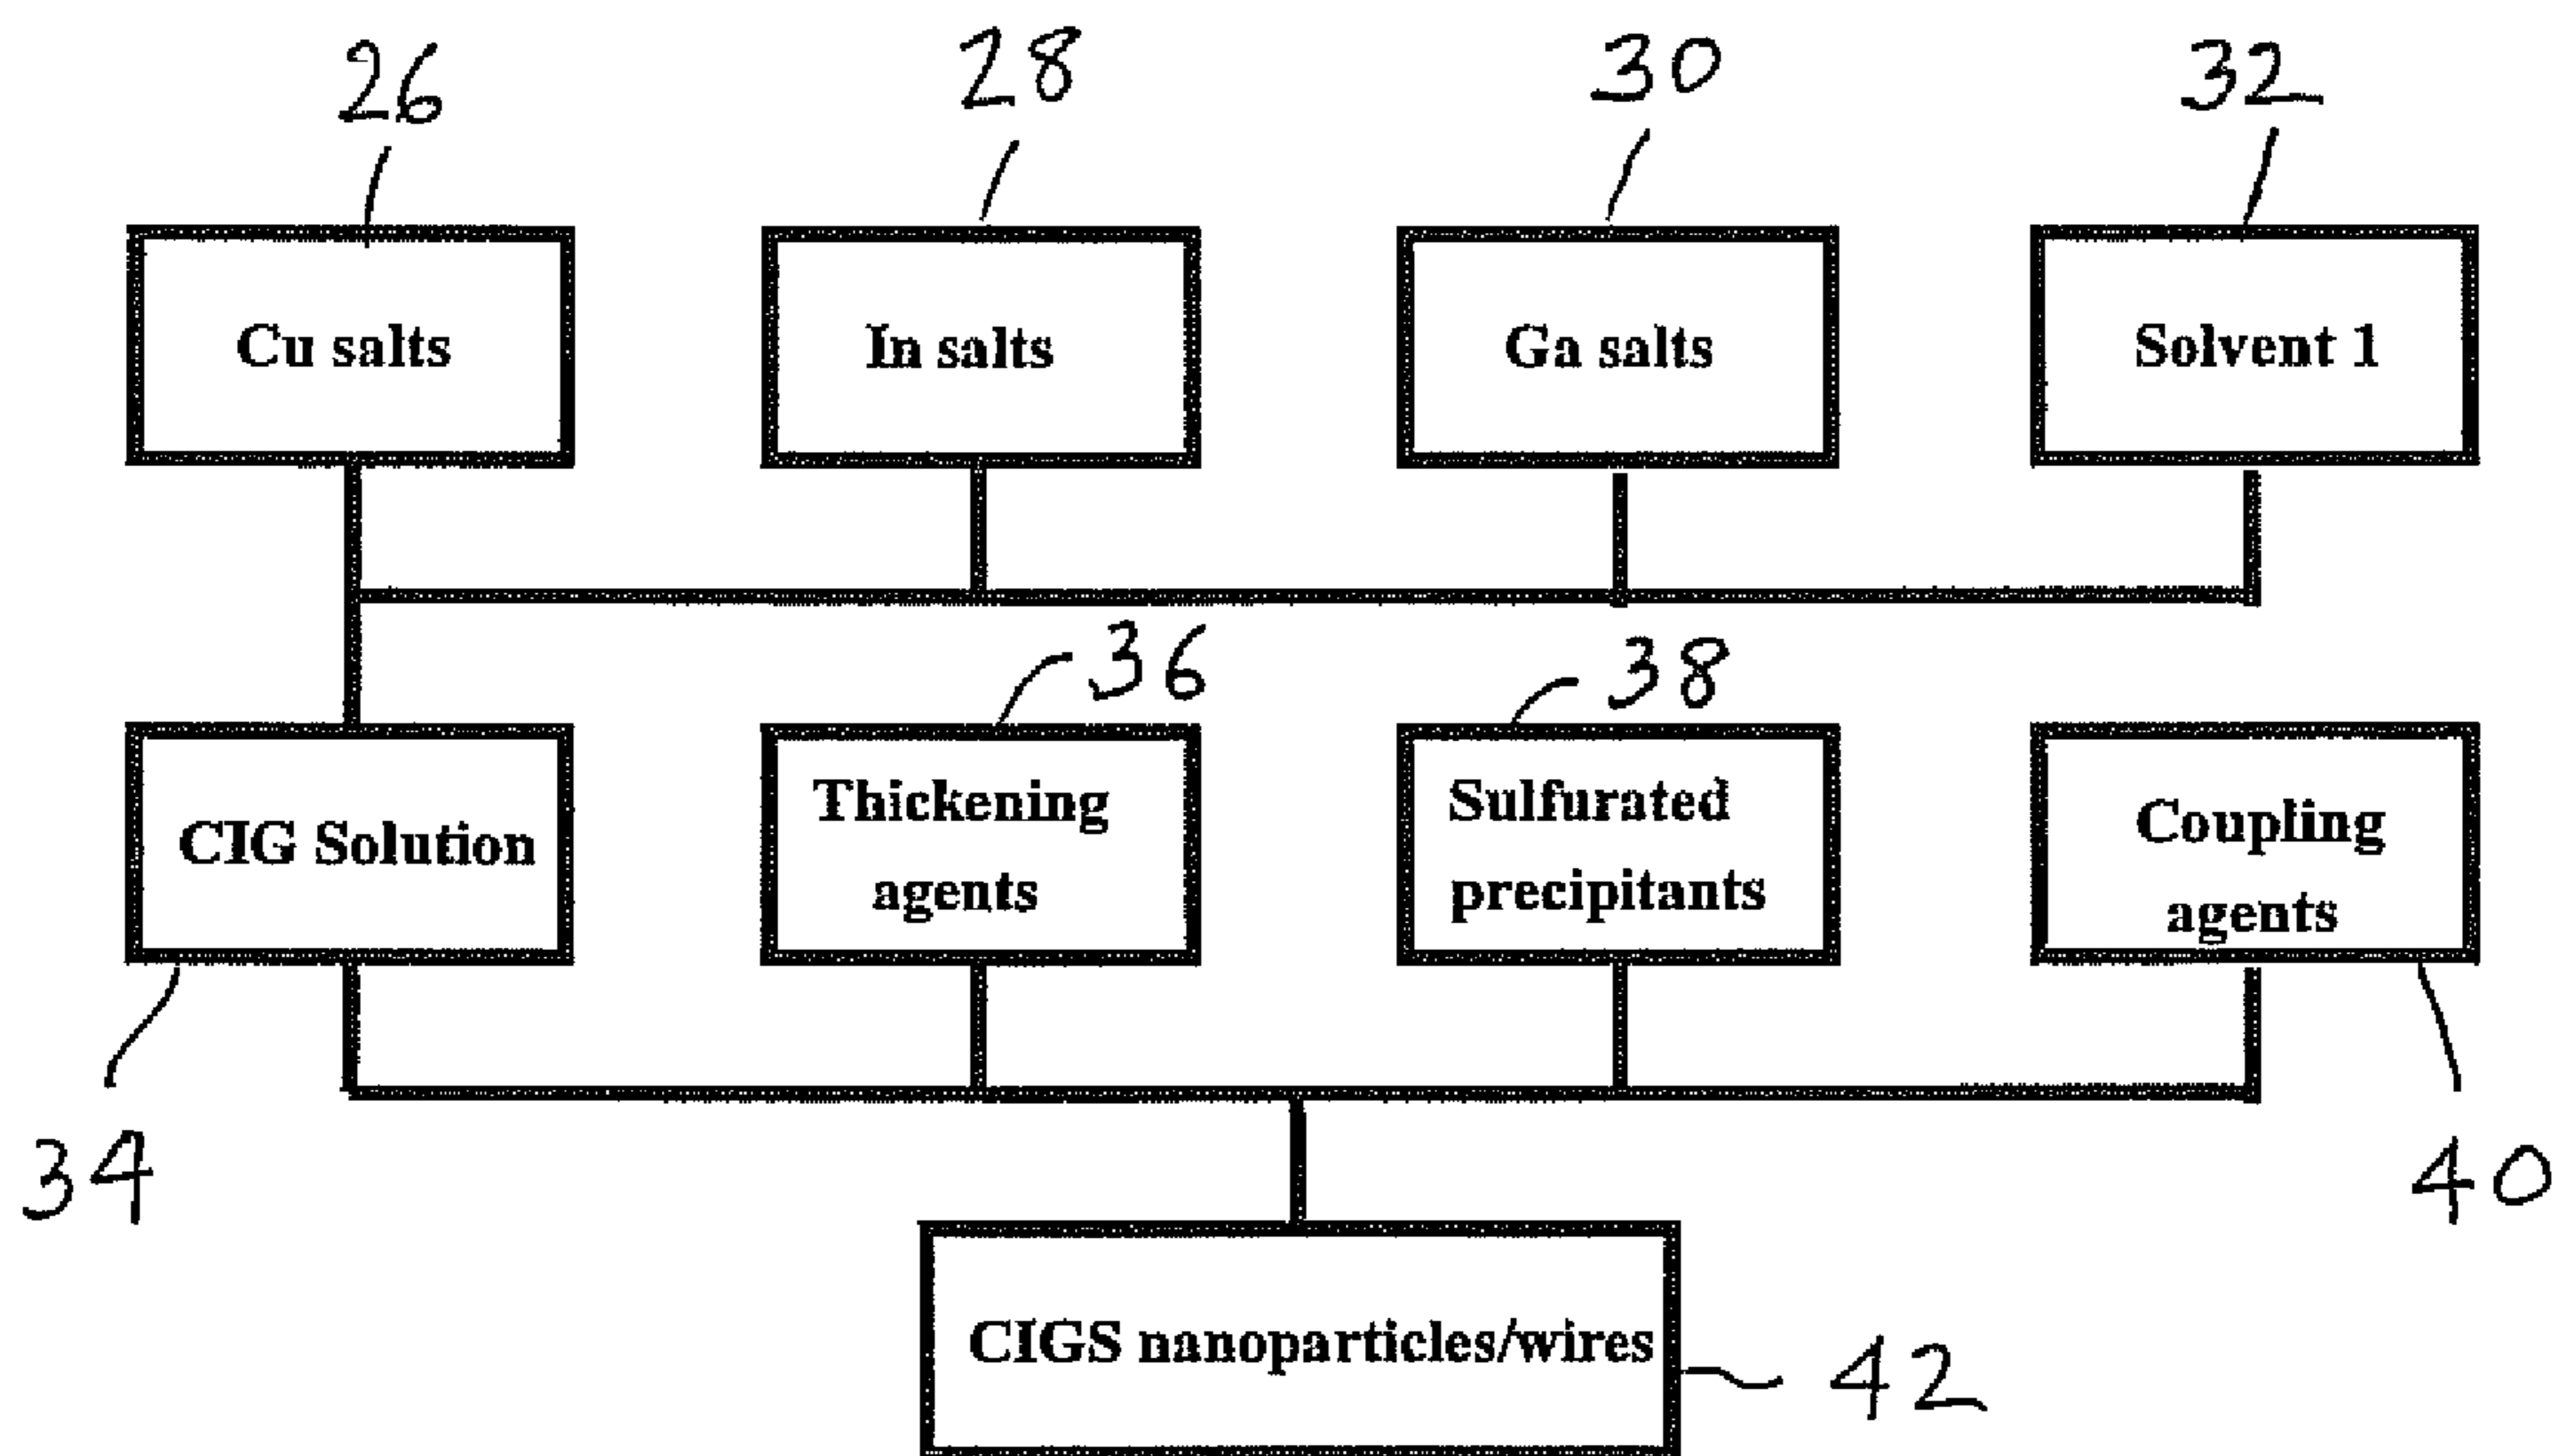 26
28
30
32
Cu salts
In salts
Ga salts
Solvent 1
36
38
CIG Solution
Thickening
agents
Sulfurated
precipitants
Coupling
agents
34
40
CIGS nanoparticles/wires
42